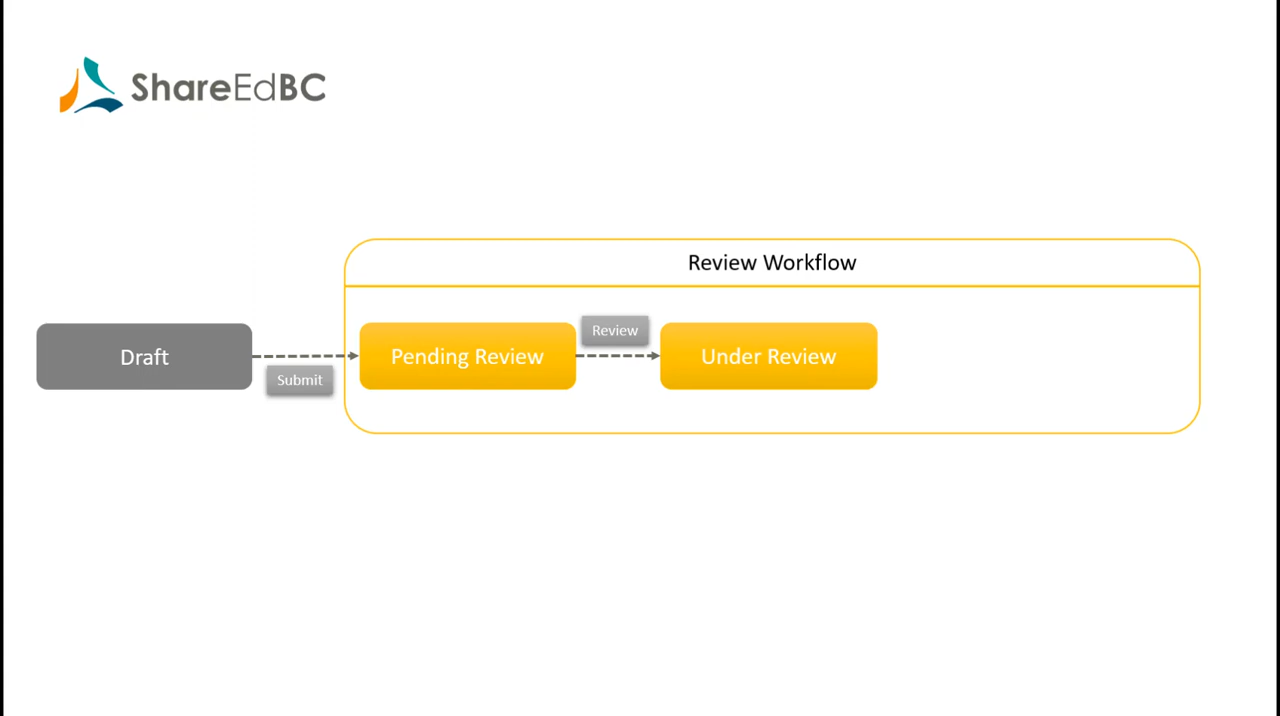 ShareEdBC
Review Workflow
Draft
Submit
Pending Review
Review
Under Review